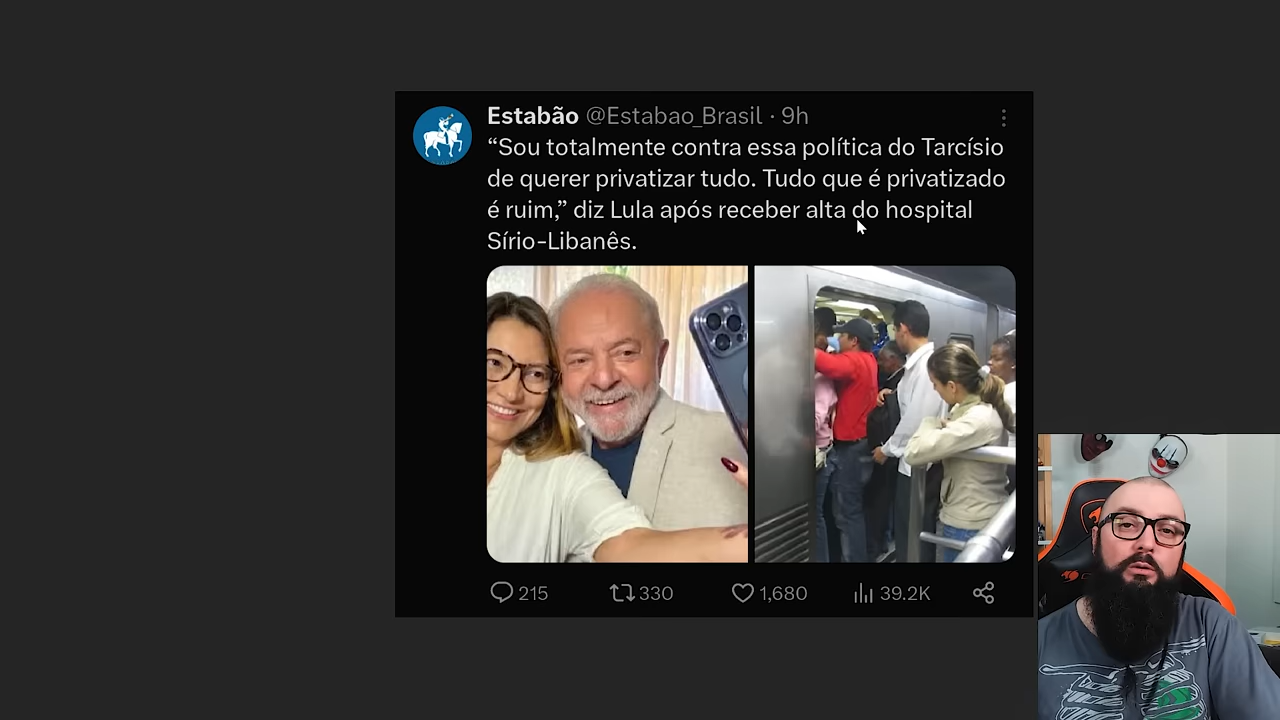 Estabão @Estabao_Brasil · 9h
“Sou totalmente contra essa política do Tarcísio
de querer privatizar tudo. Tudo que é privatizado
é ruim,” diz Lula após receber alta do hospital
Sírio-Libanês.
215 330 1,680 39.2K